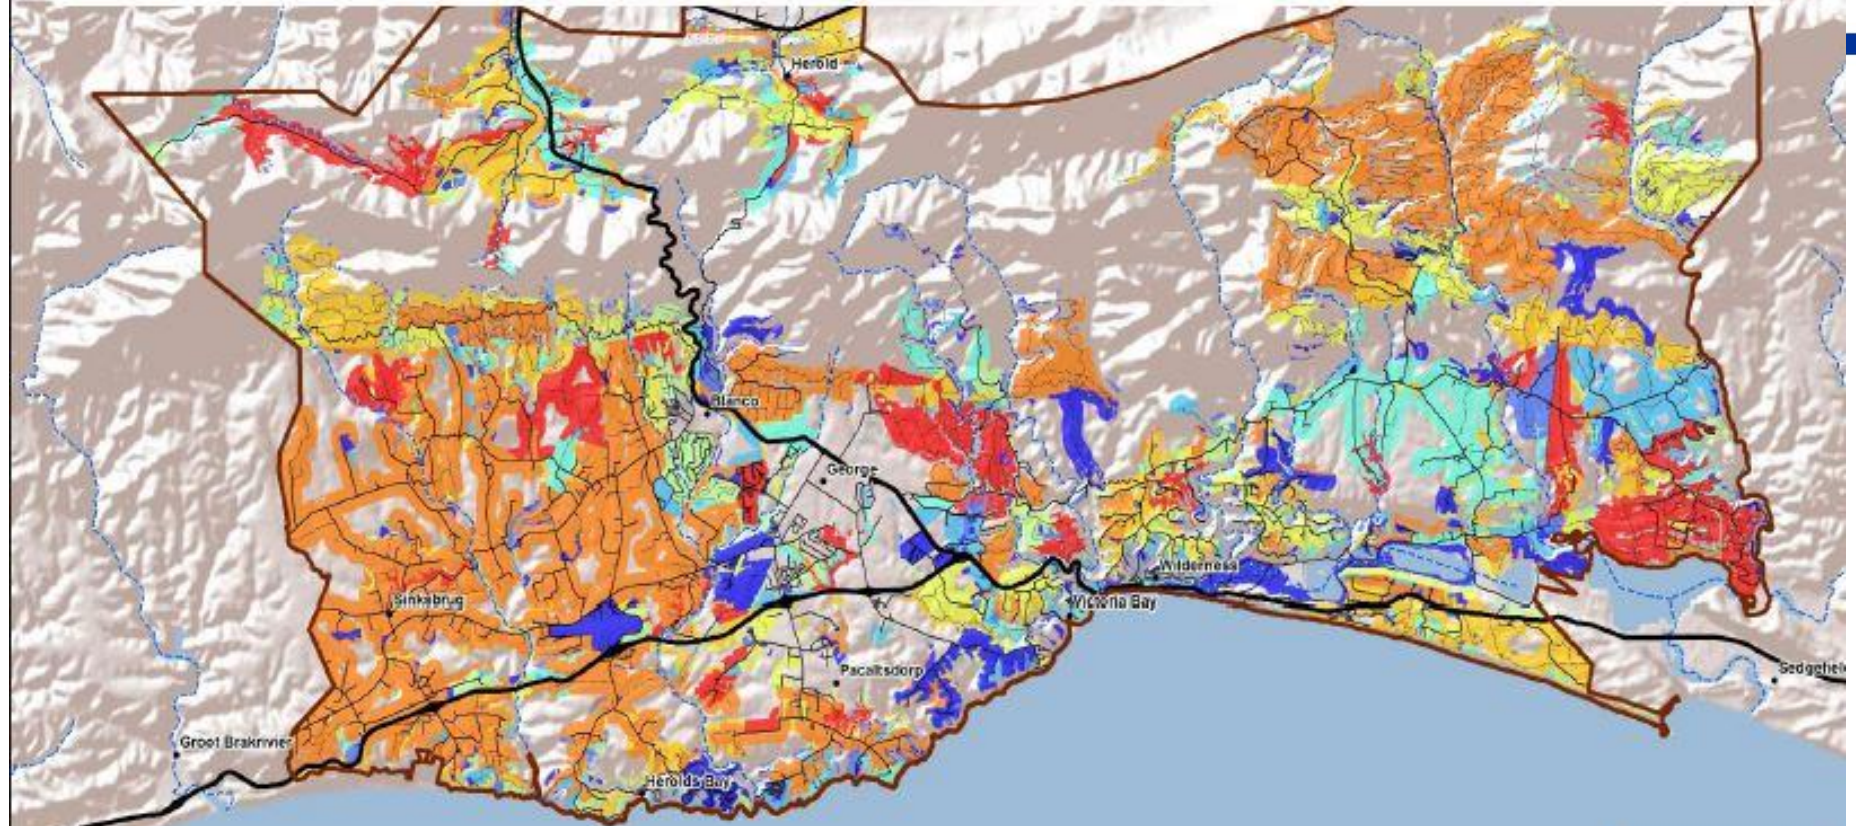 Herold
Blanco
George
Wilderness
Sinksbrug
Victoria Bay
Pacaltsdorp
Groot Brakrivier
Herolds Bay